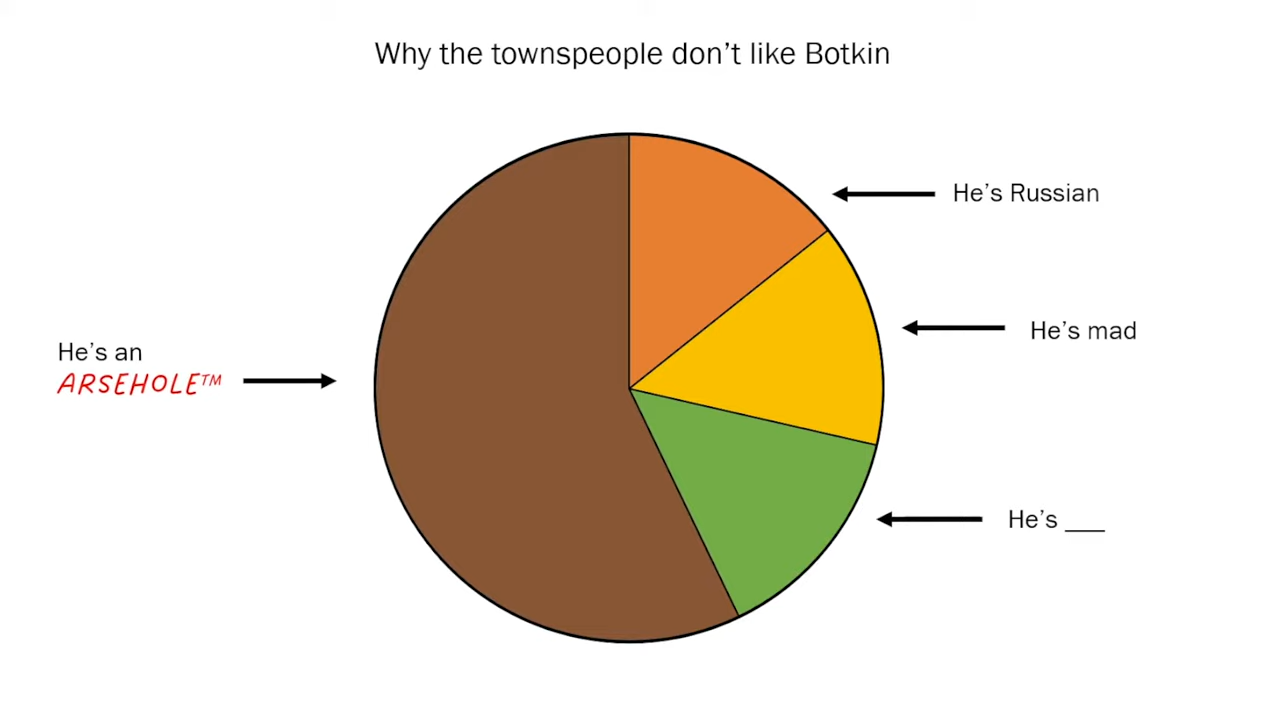 Why the townspeople don’t like Botkin
He’s Russian
He’s mad
He’s an
ARSEHOLE™
He’s ___